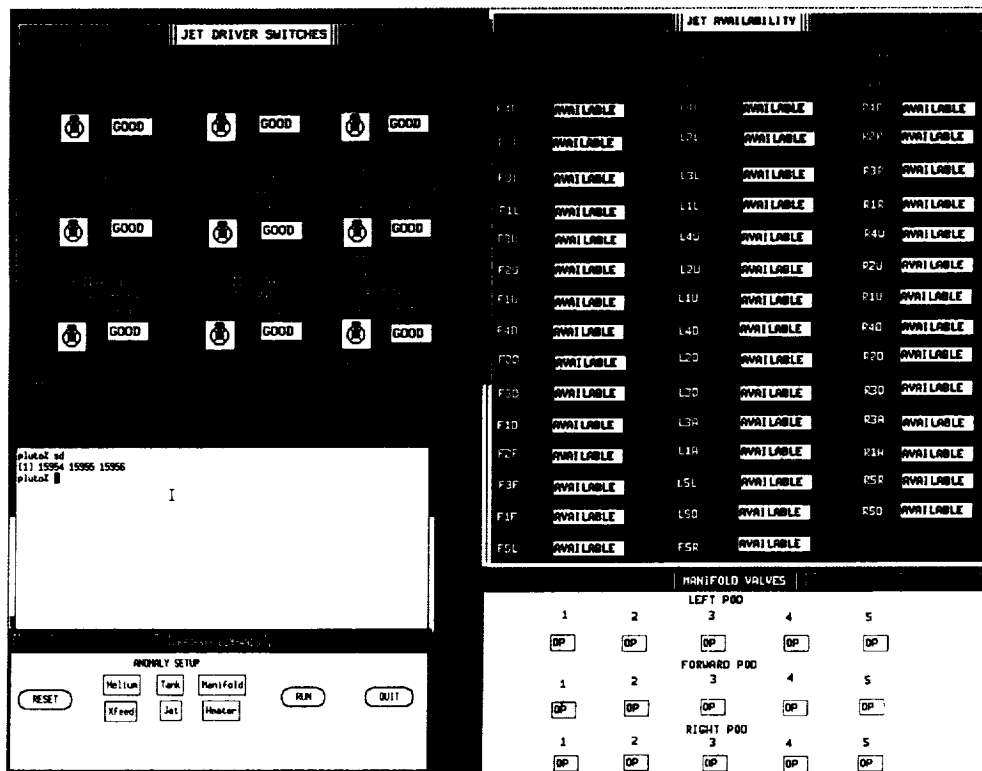 JET DRIVER SWITCHES
GOOD GOOD GOOD
GOOD GOOD GOOD
GOOD GOOD GOOD
pluto% sd
[1] 15954 15955 15956
pluto%
ANOMALY SETUP
RESET Helium Tank Manifold RUN QUIT
Xfeed Jet Heater
JET AVAILABILITY
AVAILABLE AVAILABLE AVAILABLE
AVAILABLE L2L AVAILABLE R2R AVAILABLE
F3L AVAILABLE L3L AVAILABLE R3R AVAILABLE
F1L AVAILABLE L1L AVAILABLE R1R AVAILABLE
F3U AVAILABLE L4U AVAILABLE R4U AVAILABLE
F2U AVAILABLE L2U AVAILABLE R2U AVAILABLE
F1U AVAILABLE L1U AVAILABLE R1U AVAILABLE
F4D AVAILABLE L4D AVAILABLE R4D AVAILABLE
F2D AVAILABLE L2D AVAILABLE R2D AVAILABLE
F3D AVAILABLE L3D AVAILABLE R3D AVAILABLE
F1D AVAILABLE L3A AVAILABLE R3A AVAILABLE
F2F AVAILABLE L1A AVAILABLE R1A AVAILABLE
F3F AVAILABLE L5L AVAILABLE R5R AVAILABLE
F1F AVAILABLE L5D AVAILABLE R5D AVAILABLE
F5L AVAILABLE F5R AVAILABLE
MANIFOLD VALVES
LEFT POD
1 2 3 4 5
OP OP OP OP OP
FORWARD POD
1 2 3 4 5
OP OP OP OP OP
RIGHT POD
1 2 3 4 5
OP OP OP OP OP